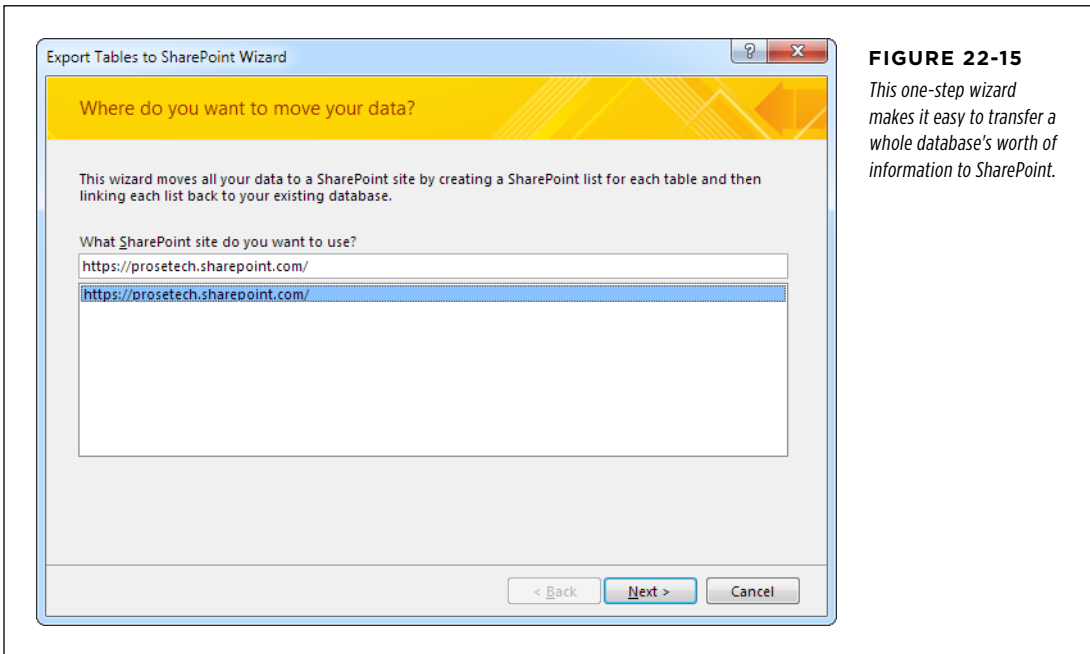 Export Tables to SharePoint Wizard
?
X
Where do you want to move your data?
This wizard moves all your data to a SharePoint site by creating a SharePoint list for each table and then
linking each list back to your existing database.
What SharePoint site do you want to use?
https://prosetech.sharepoint.com/
https://prosetech.sharepoint.com/
< Back
Next >
Cancel
FIGURE 22-15
This one-step wizard
makes it easy to transfer a
whole database's worth of
information to SharePoint.